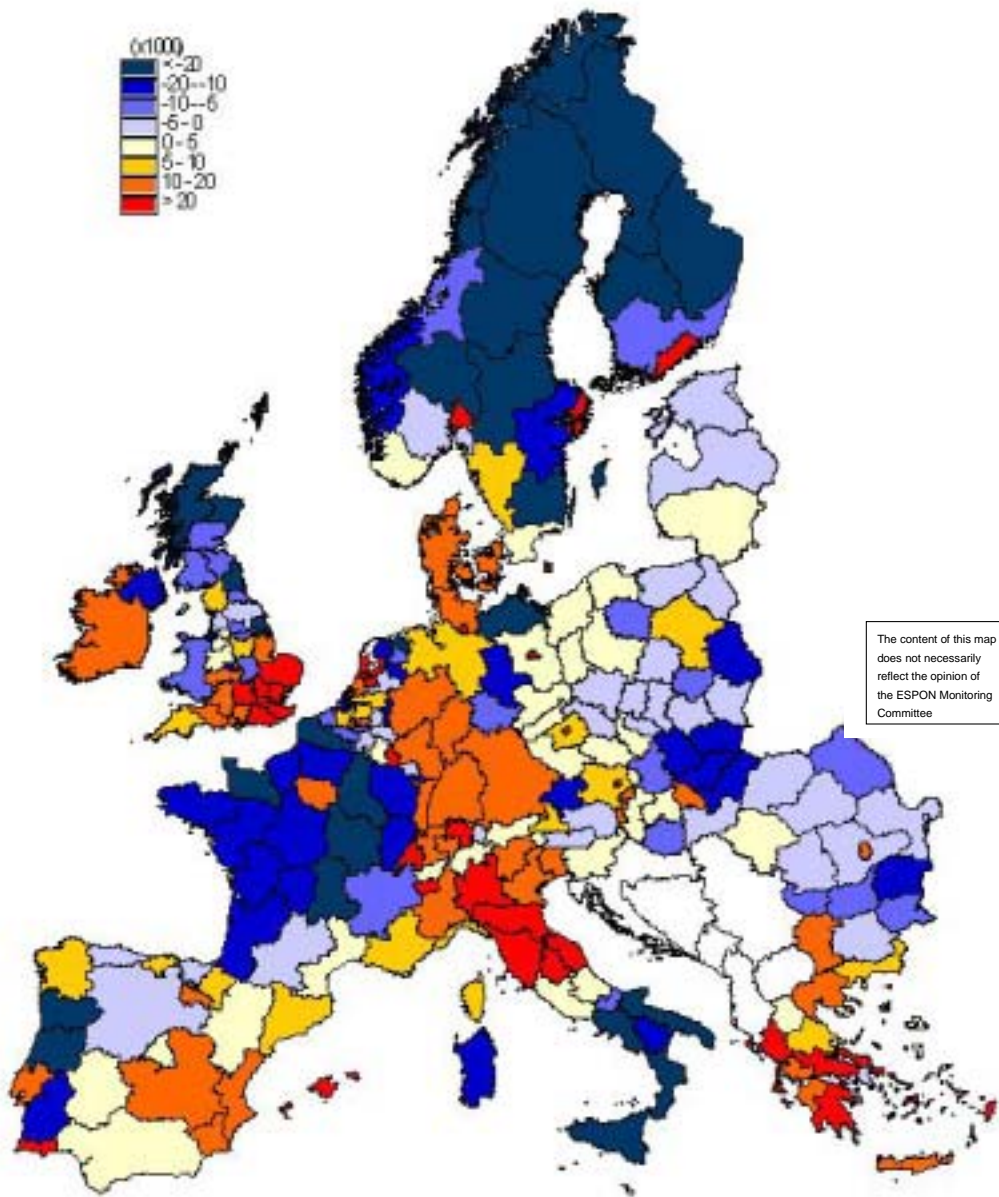 (x1000)
<-20
-20--10
-10--5
-5-0
0-5
5-10
10-20
>20
The content of this map
does not necessarily
reflect the opinion of
the ESPON Monitoring
Committee